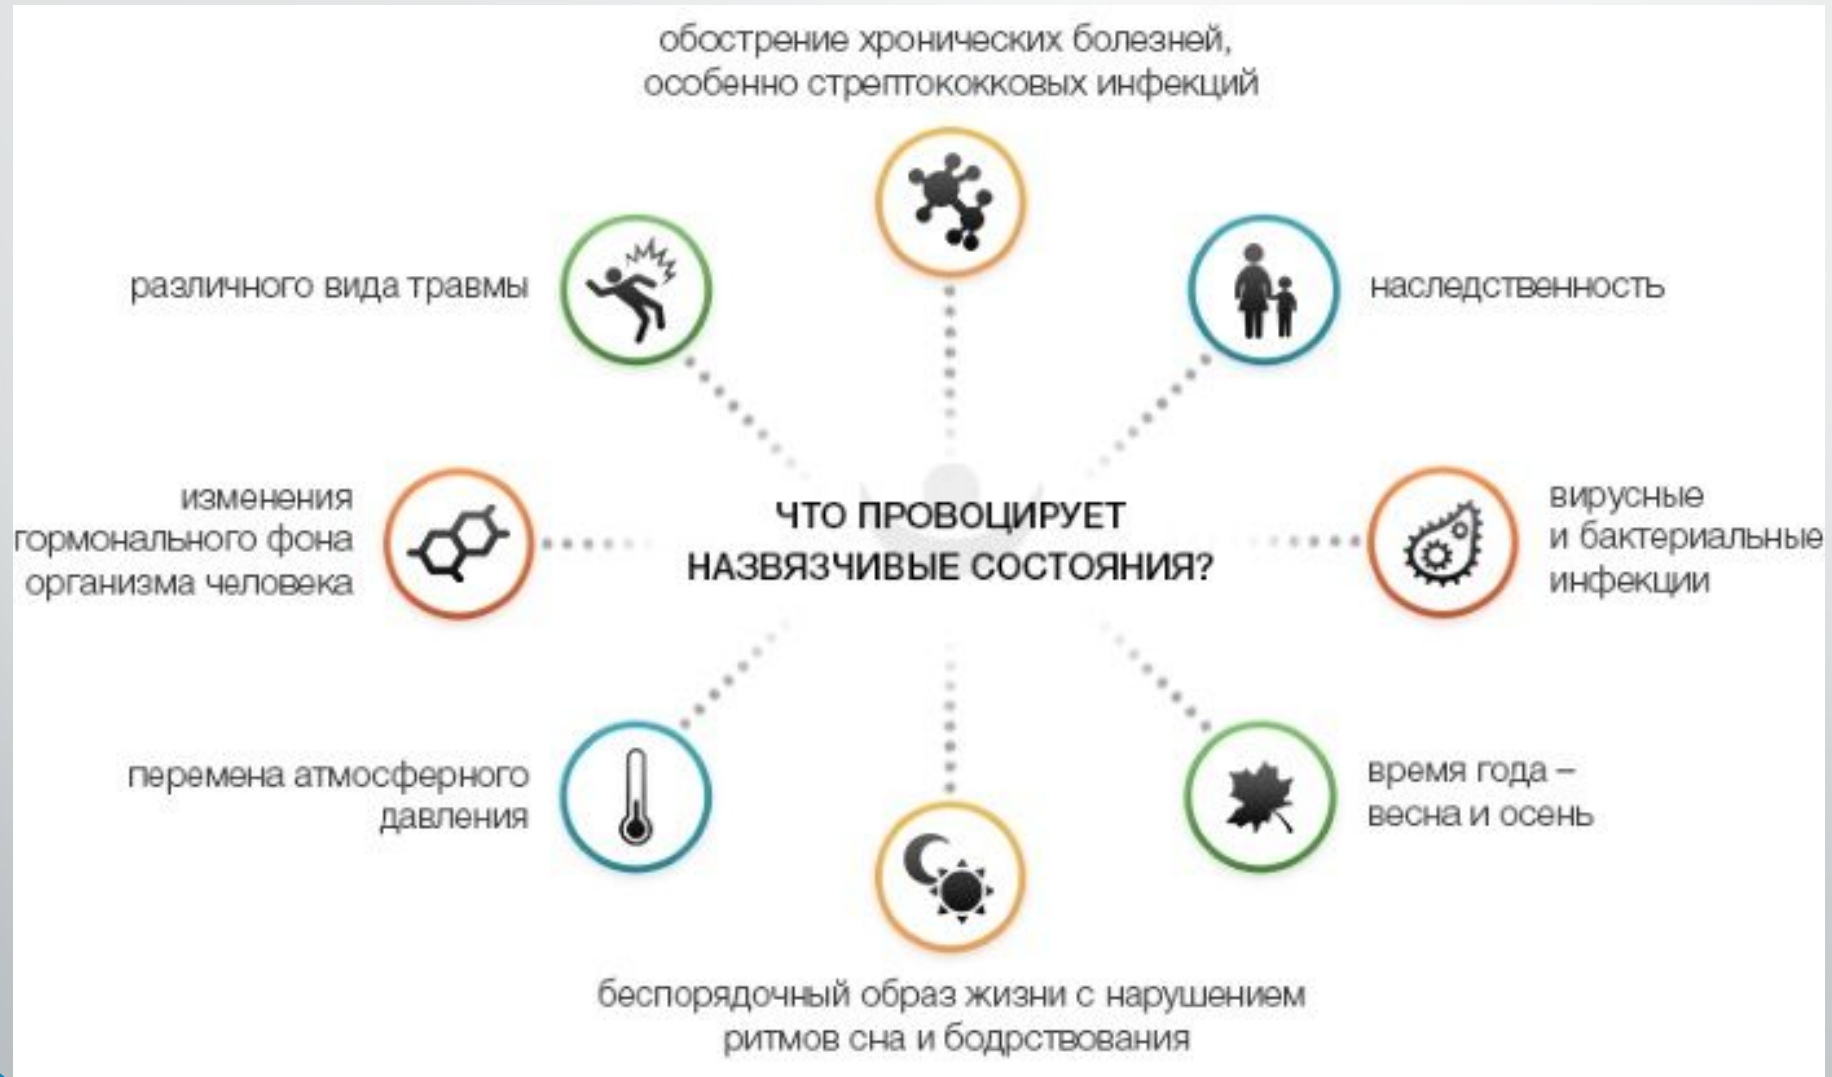 обострение хронических болезней,
особенно стрептококковых инфекций
различного вида травмы
наследственность
изменения
гормонального фона
организма человека
ЧТО ПРОВОЦИРУЕТ
НАЗВЯЗЧИВЫЕ СОСТОЯНИЯ?
вирусные
и бактериальные
инфекции
перемена атмосферного
давления
время года –
весна и осень
беспорядочный образ жизни с нарушением
ритмов сна и бодрствования